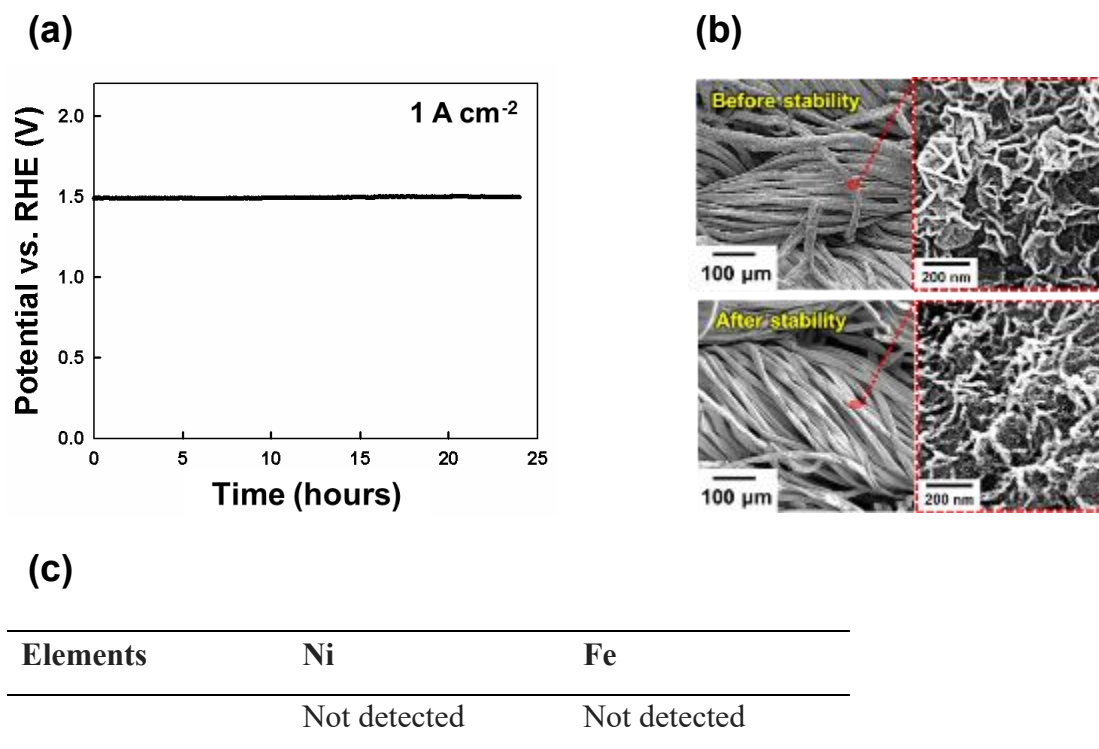 (a)
1 A cm-2
Potential vs. RHE (V)
2.0
1.5
1.0
0.5
0.0
0 5 10 15 20 25
Time (hours)
(b)
Before stability
100 μm
200 nm
After stability
100 μm
200 nm
(c)
Elements Ni Fe
Not detected Not detected